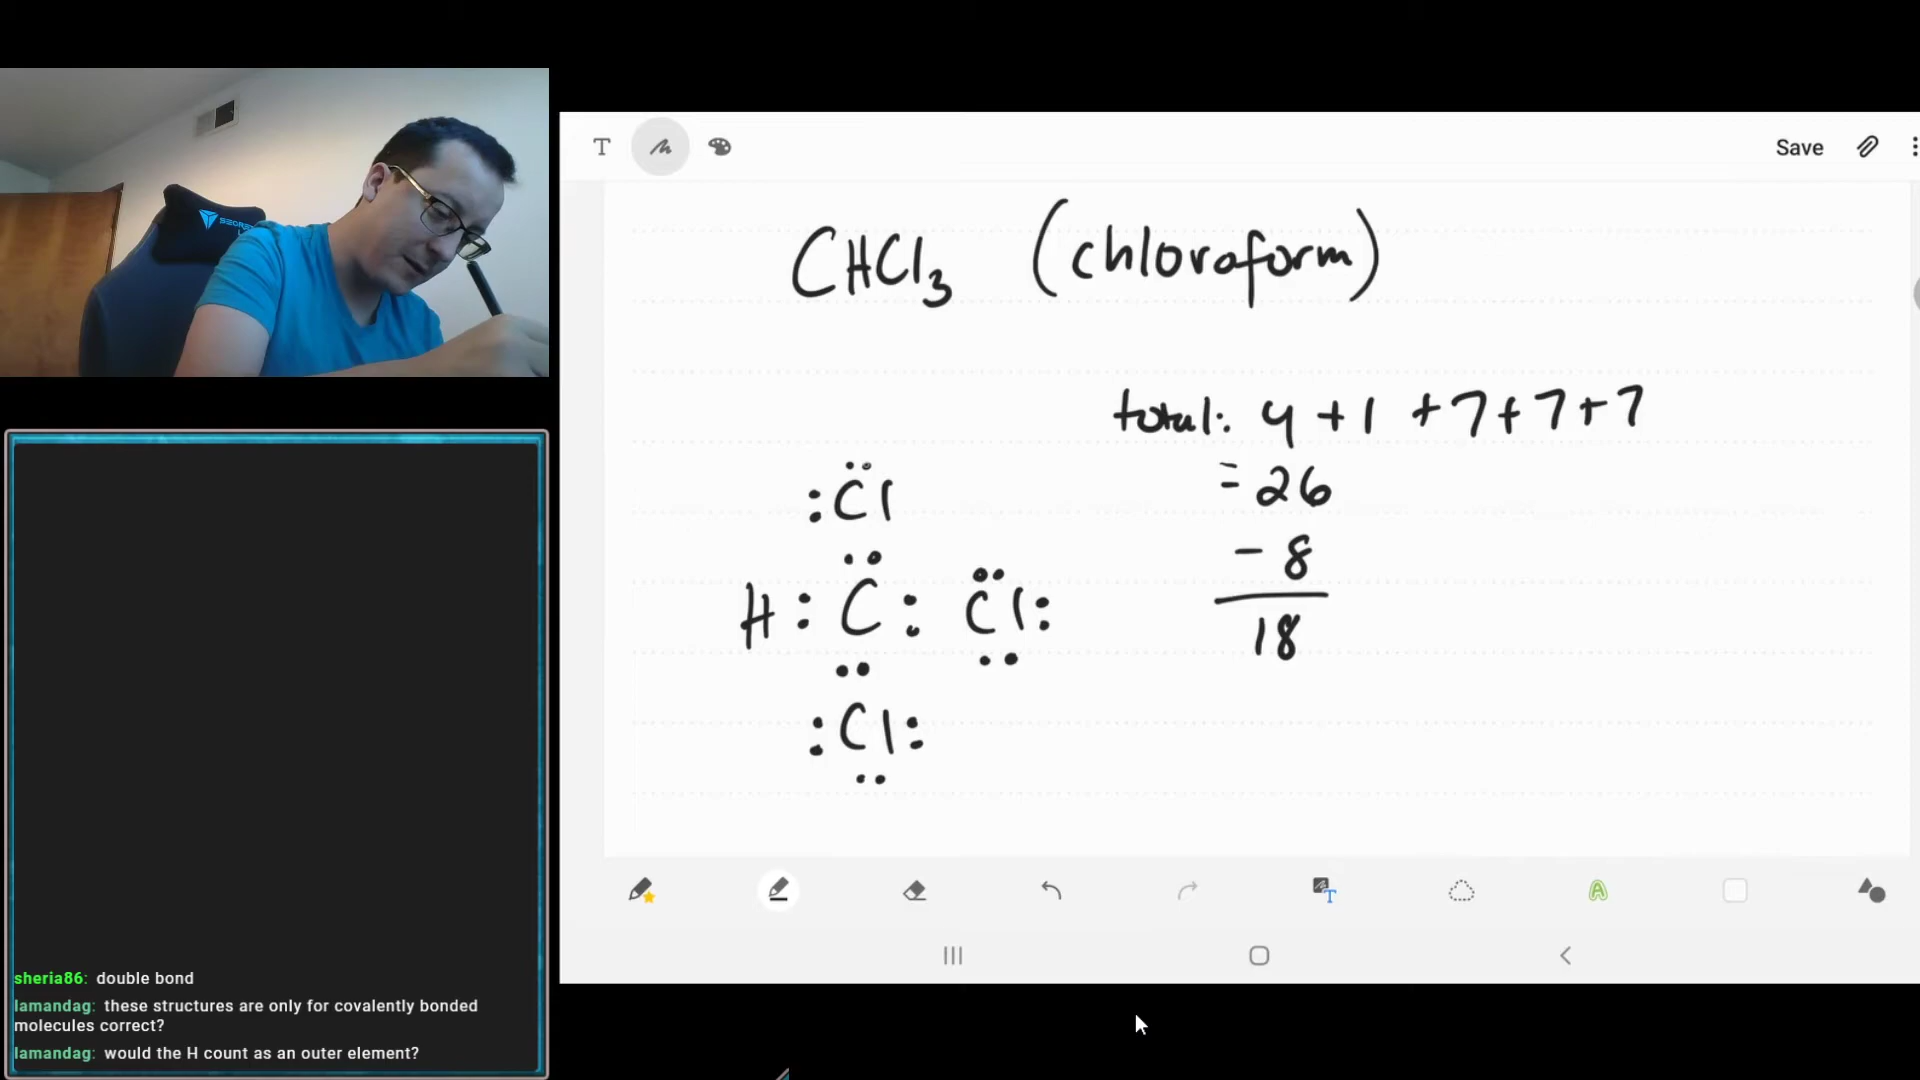 T
Save
CHCl3 (chloraform)
total: 4 + 1 + 7 + 7 + 7
= 26
- 8
18
:Cl
H : C : Cl:
:Cl:
sheria86: double bond
lamandag: these structures are only for covalently bonded
molecules correct?
lamandag: would the H count as an outer element?